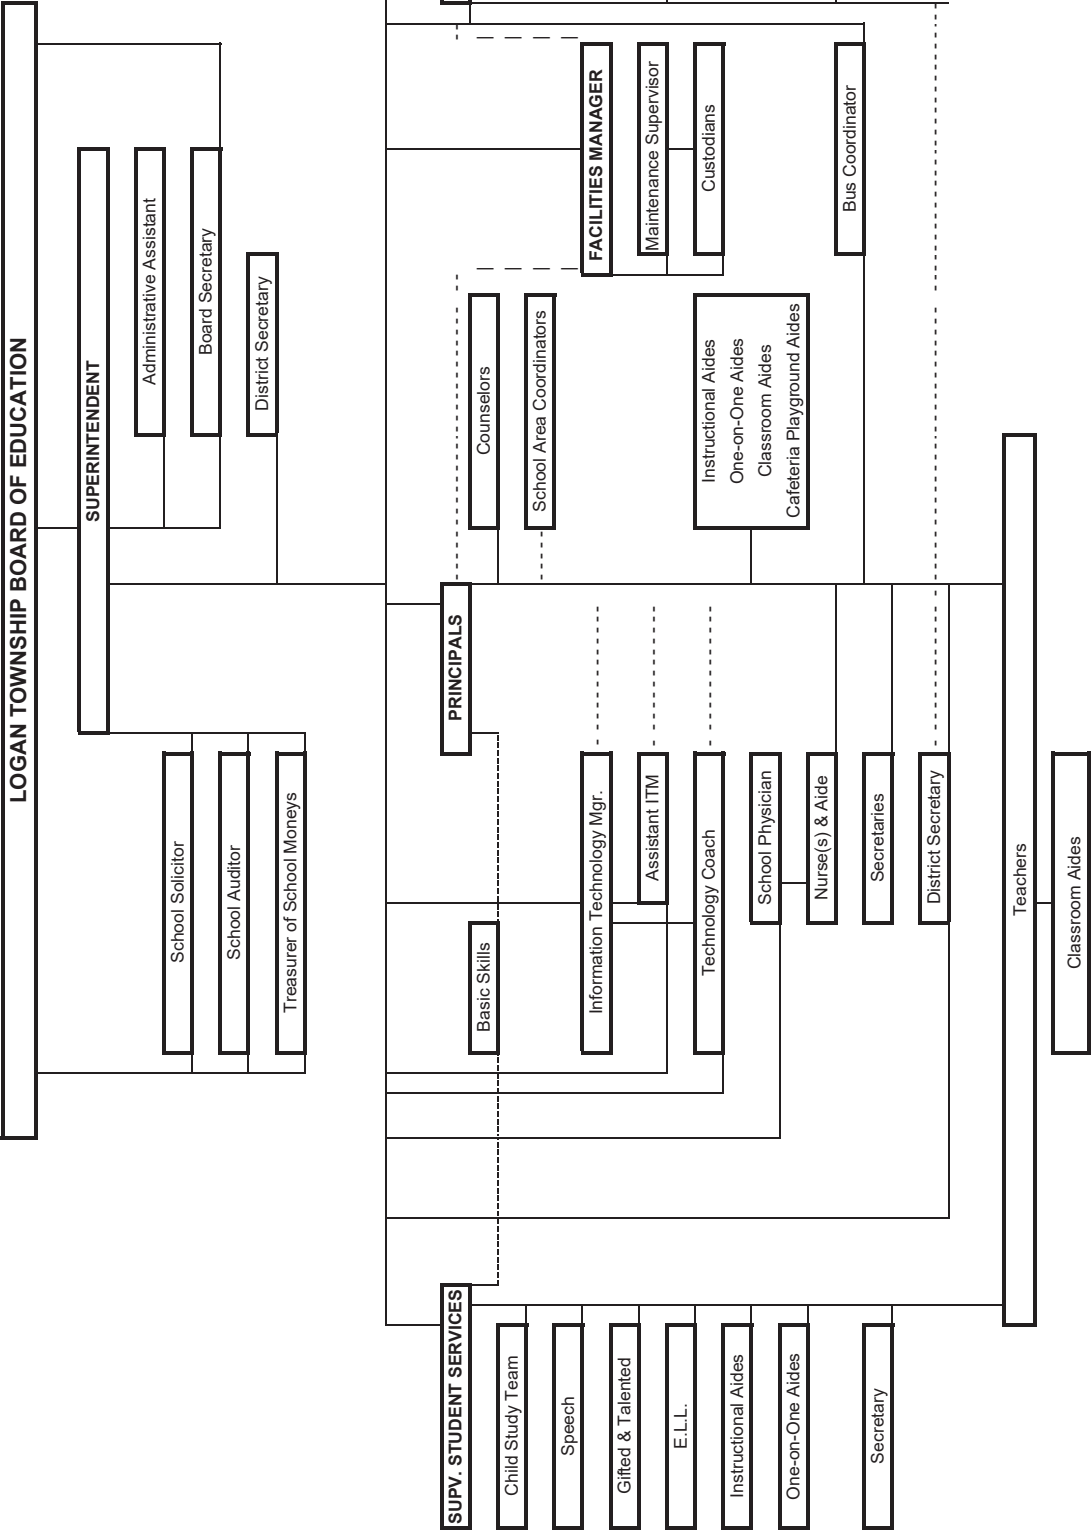 LOGAN TOWNSHIP BOARD OF EDUCATION
SUPERINTENDENT
School Solicitor
Administrative Assistant
School Auditor
Board Secretary
Treasurer of School Moneys
District Secretary
SUPV. STUDENT SERVICES
PRINCIPALS
Child Study Team
Basic Skills
Counselors
Speech
School Area Coordinators
Gifted & Talented
Information Technology Mgr.
FACILITIES MANAGER
E.L.L.
Assistant ITM
Maintenance Supervisor
Instructional Aides
Technology Coach
Instructional Aides
One-on-One Aides
Classroom Aides
Cafeteria Playground Aides
Custodians
One-on-One Aides
School Physician
Nurse(s) & Aide
Bus Coordinator
Secretary
Secretaries
District Secretary
Teachers
Classroom Aides